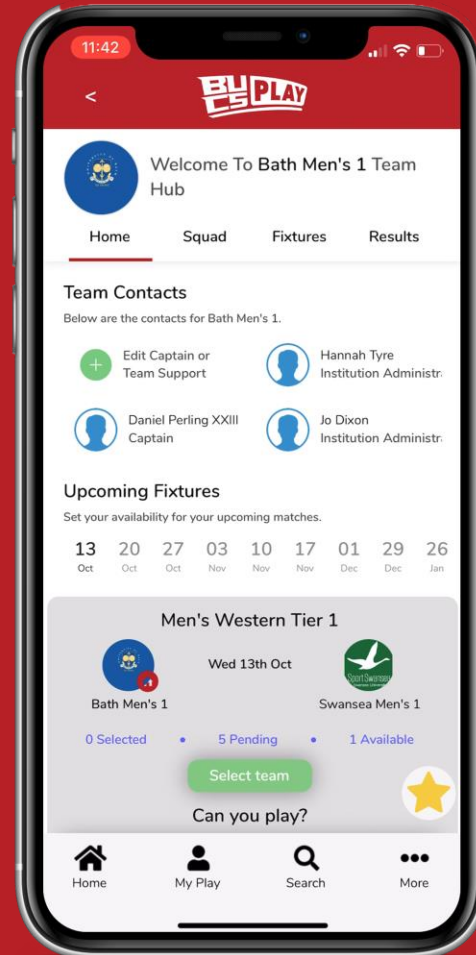 11:42
<
BUCS PLAY
Welcome To Bath Men's 1 Team
Hub
Home Squad Fixtures Results
Team Contacts
Below are the contacts for Bath Men's 1.
Edit Captain or
Team Support
Hannah Tyre
Institution Administr
Daniel Perling XXIII
Captain
Jo Dixon
Institution Administr
Upcoming Fixtures
Set your availability for your upcoming matches.
13 20 27 03 10 17 01 29 26
Oct Oct Oct Nov Nov Nov Dec Dec Jan
Men's Western Tier 1
Wed 13th Oct
Sport Swansea
Bath Men's 1 Swansea Men's 1
0 Selected • 5 Pending • 1 Available
Select team
Can you play?
Home My Play Search More